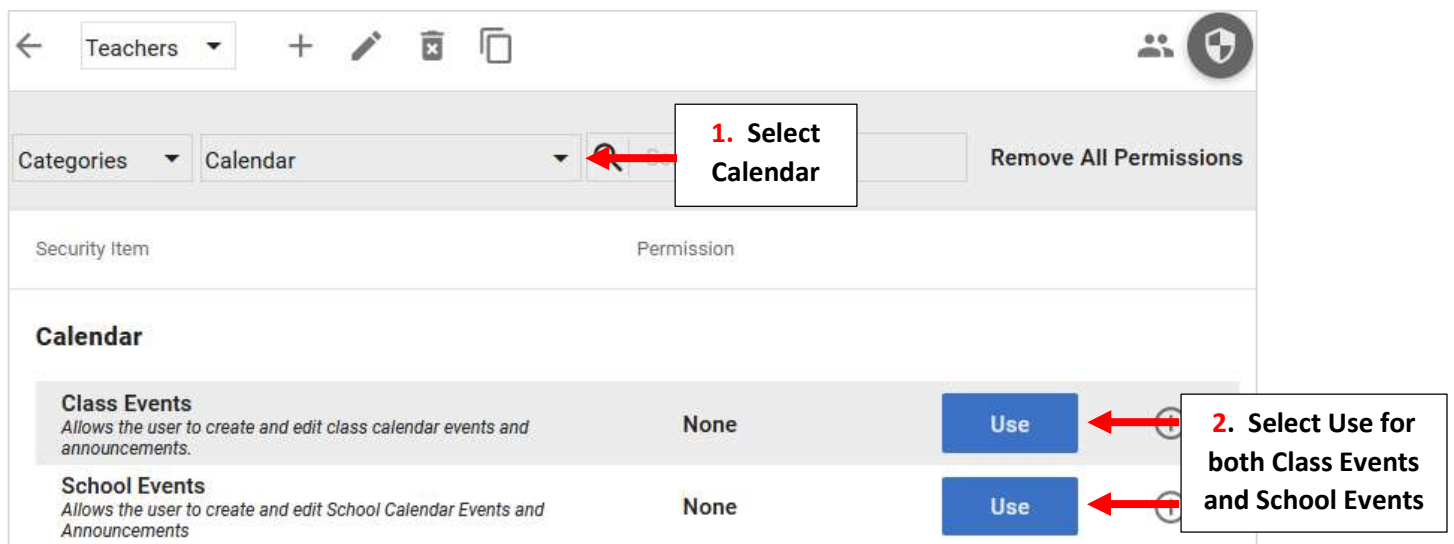 Teachers
1. Select
Calendar
Categories
Calendar
Remove All Permissions
Security Item
Permission
Calendar
Class Events
Allows the user to create and edit class calendar events and
announcements.
None
Use
School Events
Allows the user to create and edit School Calendar Events and
Announcements
None
Use
2. Select Use for
both Class Events
and School Events